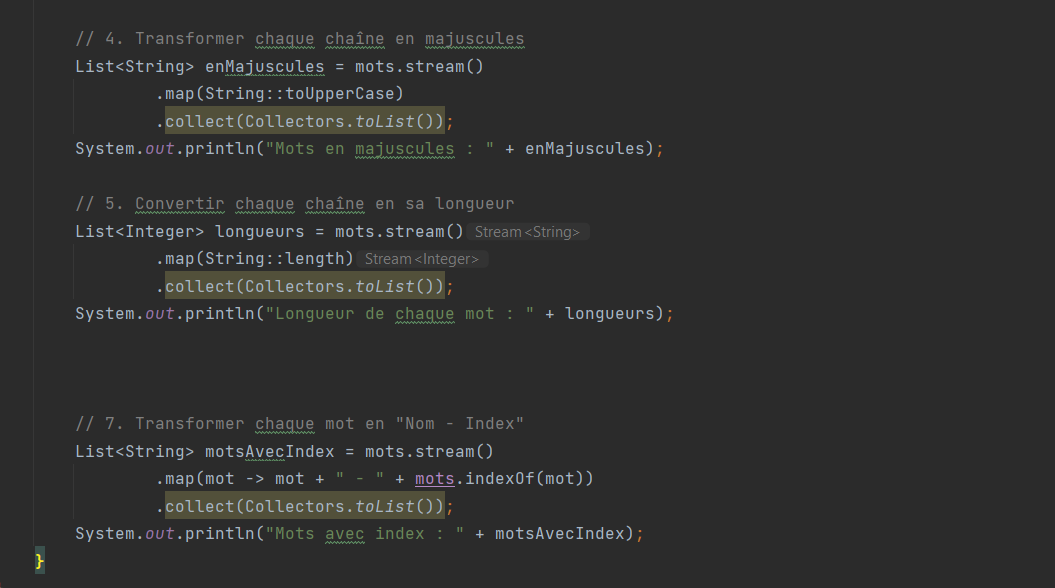 // 4. Transformer chaque chaîne en majuscules
List<String> enMajuscules = mots.stream()
.map(String::toUpperCase)
.collect(Collectors.toList());
System.out.println("Mots en majuscules : " + enMajuscules);
// 5. Convertir chaque chaîne en sa longueur
List<Integer> longueurs = mots.stream() Stream<String>
.map(String::length) Stream<Integer>
.collect(Collectors.toList());
System.out.println("Longueur de chaque mot : " + longueurs);
// 7. Transformer chaque mot en "Nom - Index"
List<String> motsAvecIndex = mots.stream()
.map(mot -> mot + " - " + mots.indexOf(mot))
.collect(Collectors.toList());
System.out.println("Mots avec index : " + motsAvecIndex);
}